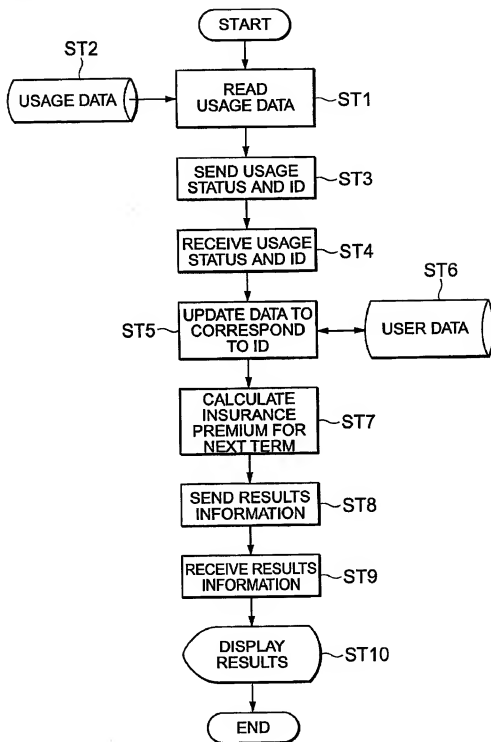 START
ST2
USAGE DATA
READ
USAGE DATA
ST1
SEND USAGE
STATUS AND ID
ST3
RECEIVE USAGE
STATUS AND ID
ST4
ST6
ST5
UPDATE DATA TO
CORRESPOND
TO ID
USER DATA
CALCULATE
INSURANCE
PREMIUM FOR
NEXT TERM
ST7
SEND RESULTS
INFORMATION
ST8
RECEIVE RESULTS
INFORMATION
ST9
DISPLAY
RESULTS
ST10
END